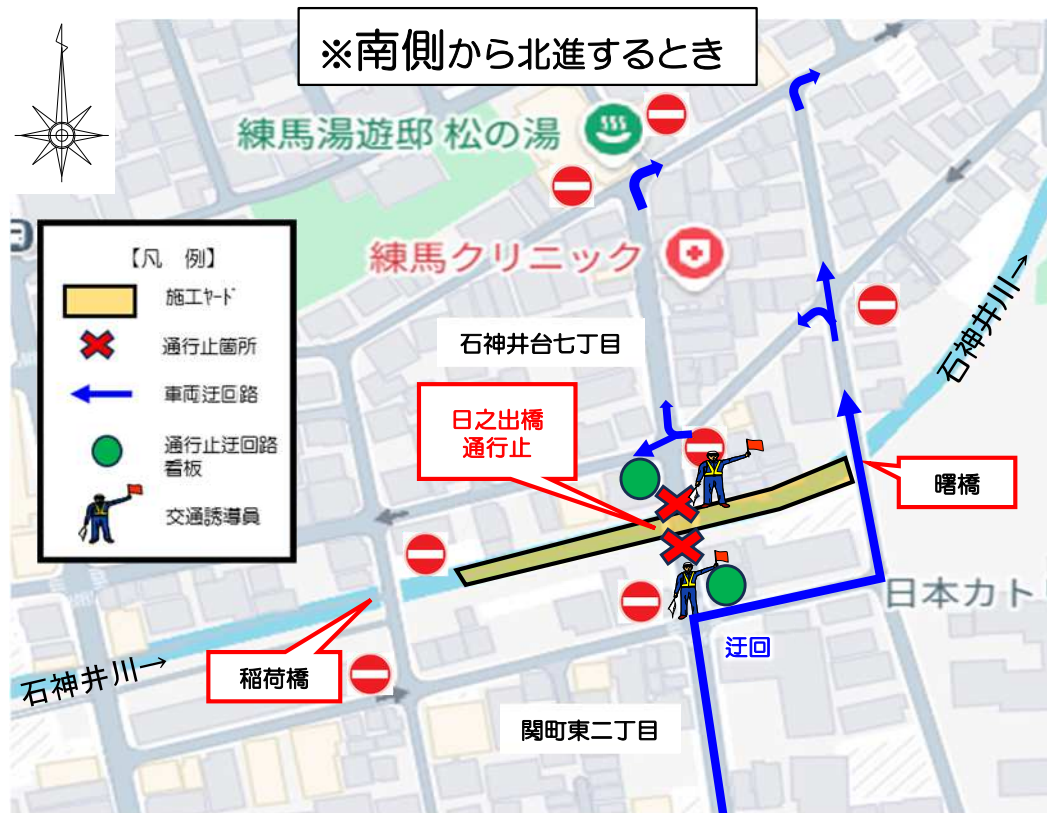 ※南側から北進するとき
練馬湯遊邸 松の湯
練馬クリニック
【凡 例】
施工ﾔｰﾄﾞ
通行止箇所
車両迂回路
通行止迂回路
看板
交通誘導員
石神井台七丁目
石神井川→
日之出橋
通行止
曙橋
日本カト
迂回
稲荷橋
石神井川→
関町東二丁目